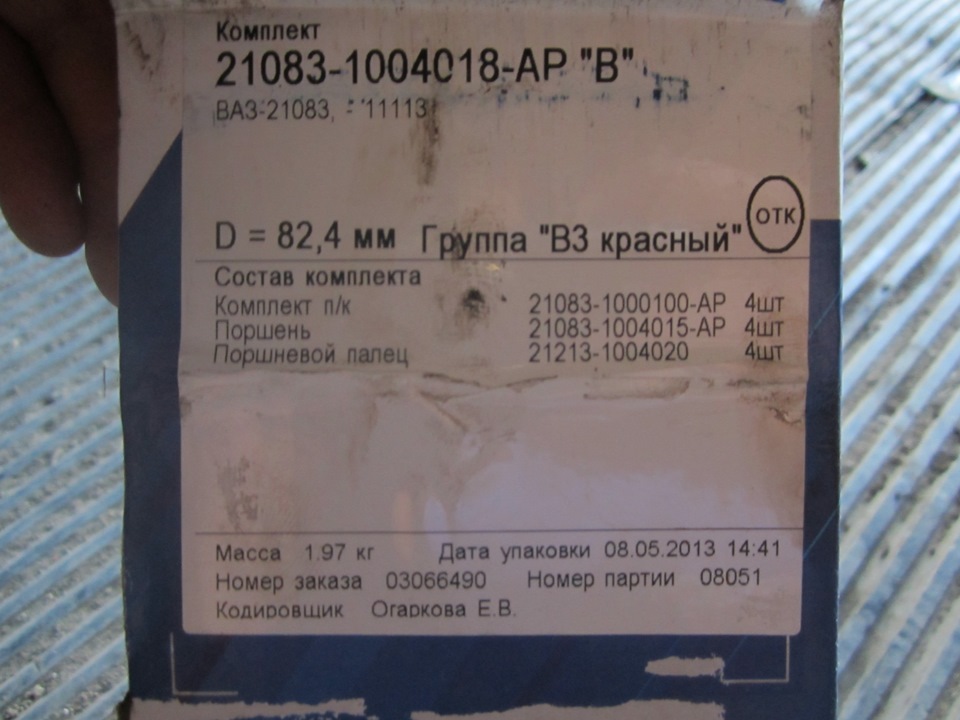 Комплект
21083-1004018-АР "В"
ВАЗ-21083, - 11113
ОТК
D = 82,4 мм Группа "В3 красный"
Состав комплекта
Комплект п/к 21083-1000100-АР 4шт
Поршень 21083-1004015-АР 4шт
Поршневой палец 21213-1004020 4шт
Масса 1.97 кг Дата упаковки 08.05.2013 14:41
Номер заказа 03066490 Номер партии 08051
Кодировщик Огаркова Е.В.